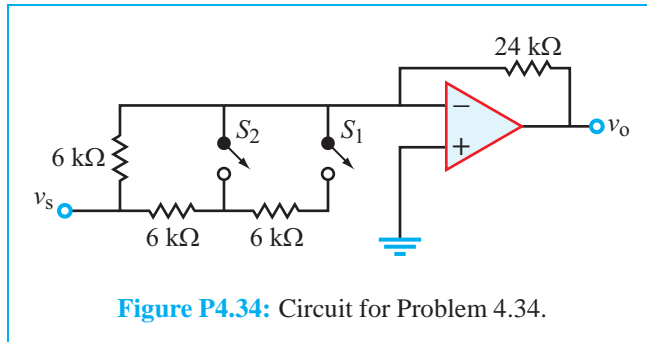 24 kΩ
S₂
S₁
−
+
vₒ
6 kΩ
vₛ
6 kΩ
6 kΩ
Figure P4.34: Circuit for Problem 4.34.